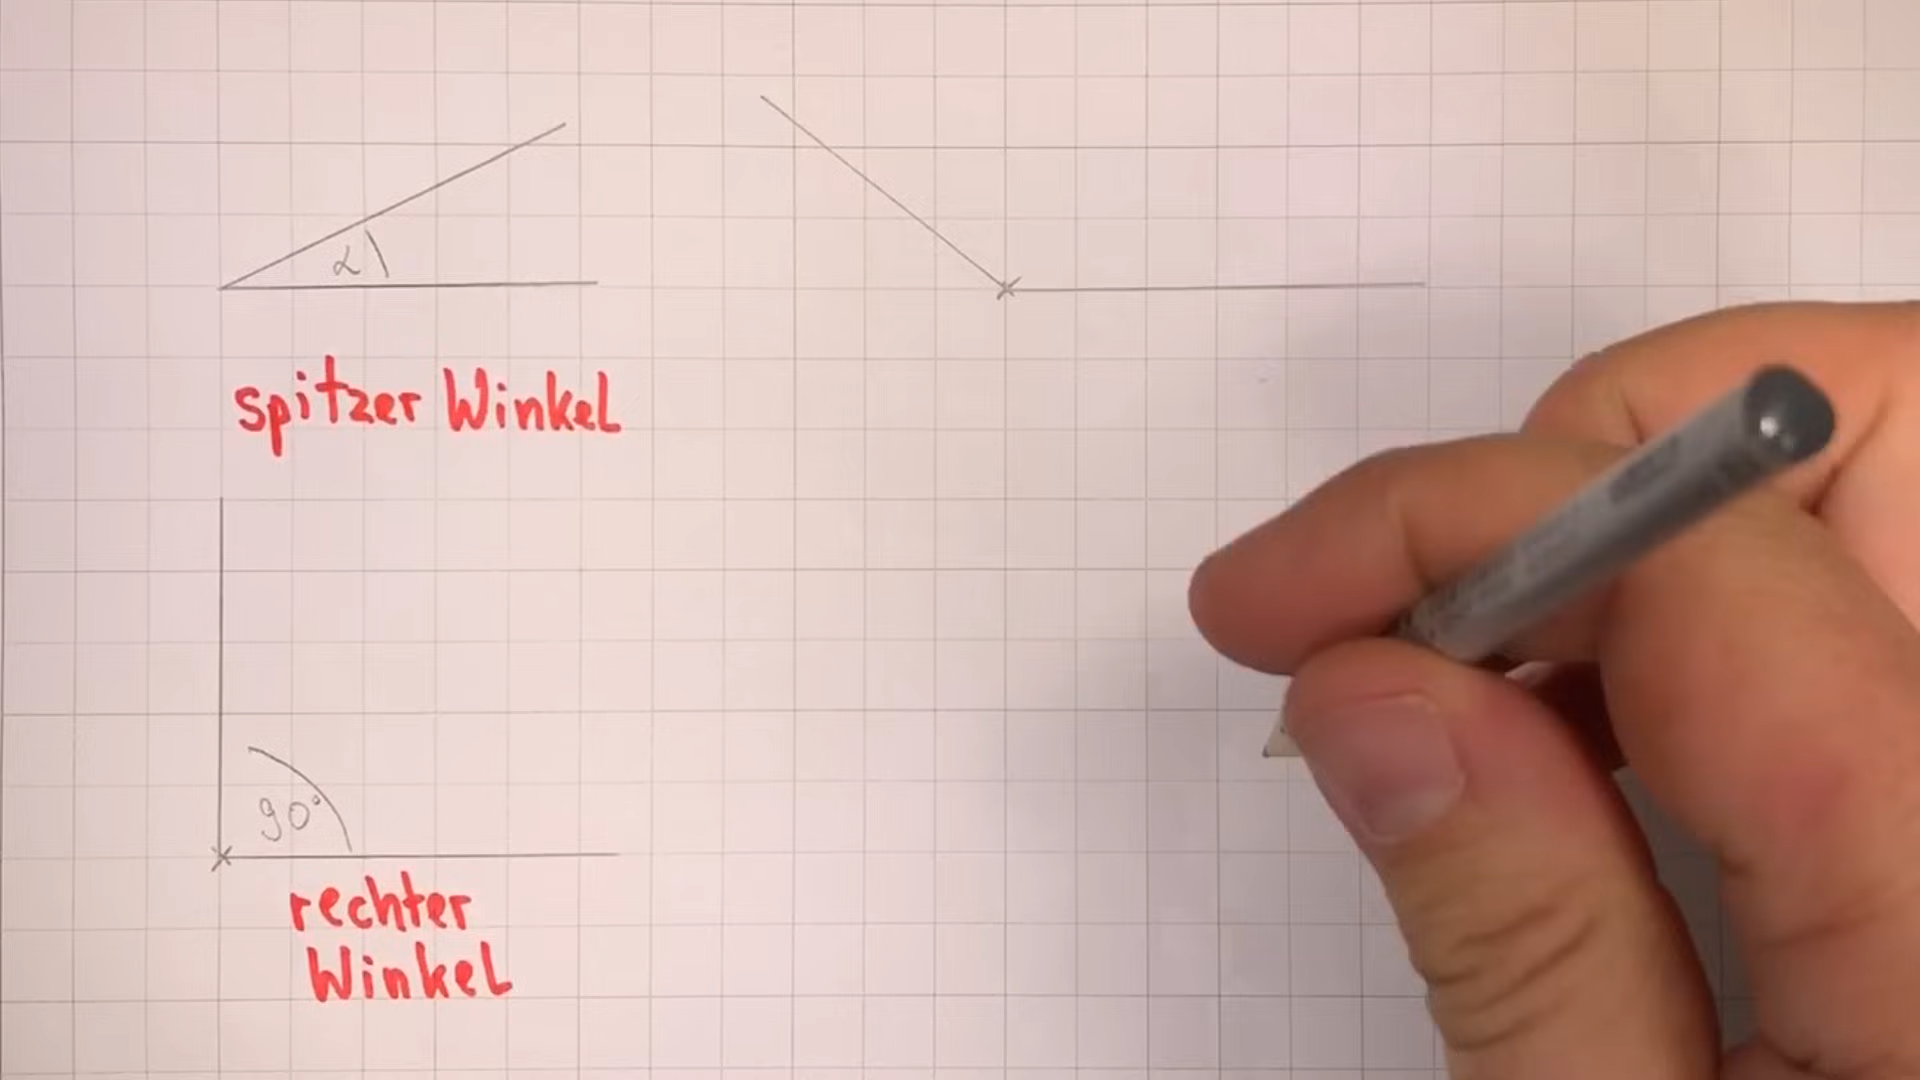 α
spitzer Winkel
90°
rechter
Winkel